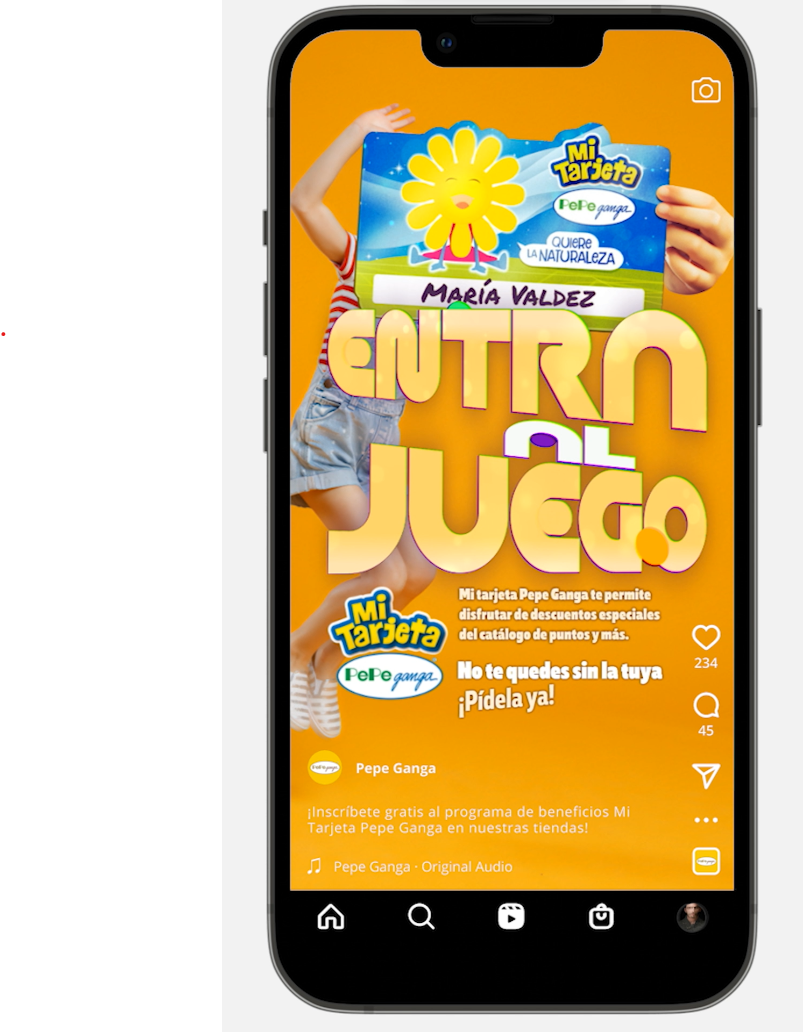 Mi
Tarjeta
PePe ganga
QUIERE
LA NATURALEZA
MARÍA VALDEZ
ENTRA
AL
JUEGO
Mi tarjeta Pepe Ganga te permite
disfrutar de descuentos especiales
del catálogo de puntos y más.
Mi
Tarjeta
PePe ganga
No te quedes sin la tuya
¡Pídela ya!
234
45
Pepe Ganga
¡Inscríbete gratis al programa de beneficios Mi
Tarjeta Pepe Ganga en nuestras tiendas!
Pepe Ganga · Original Audio